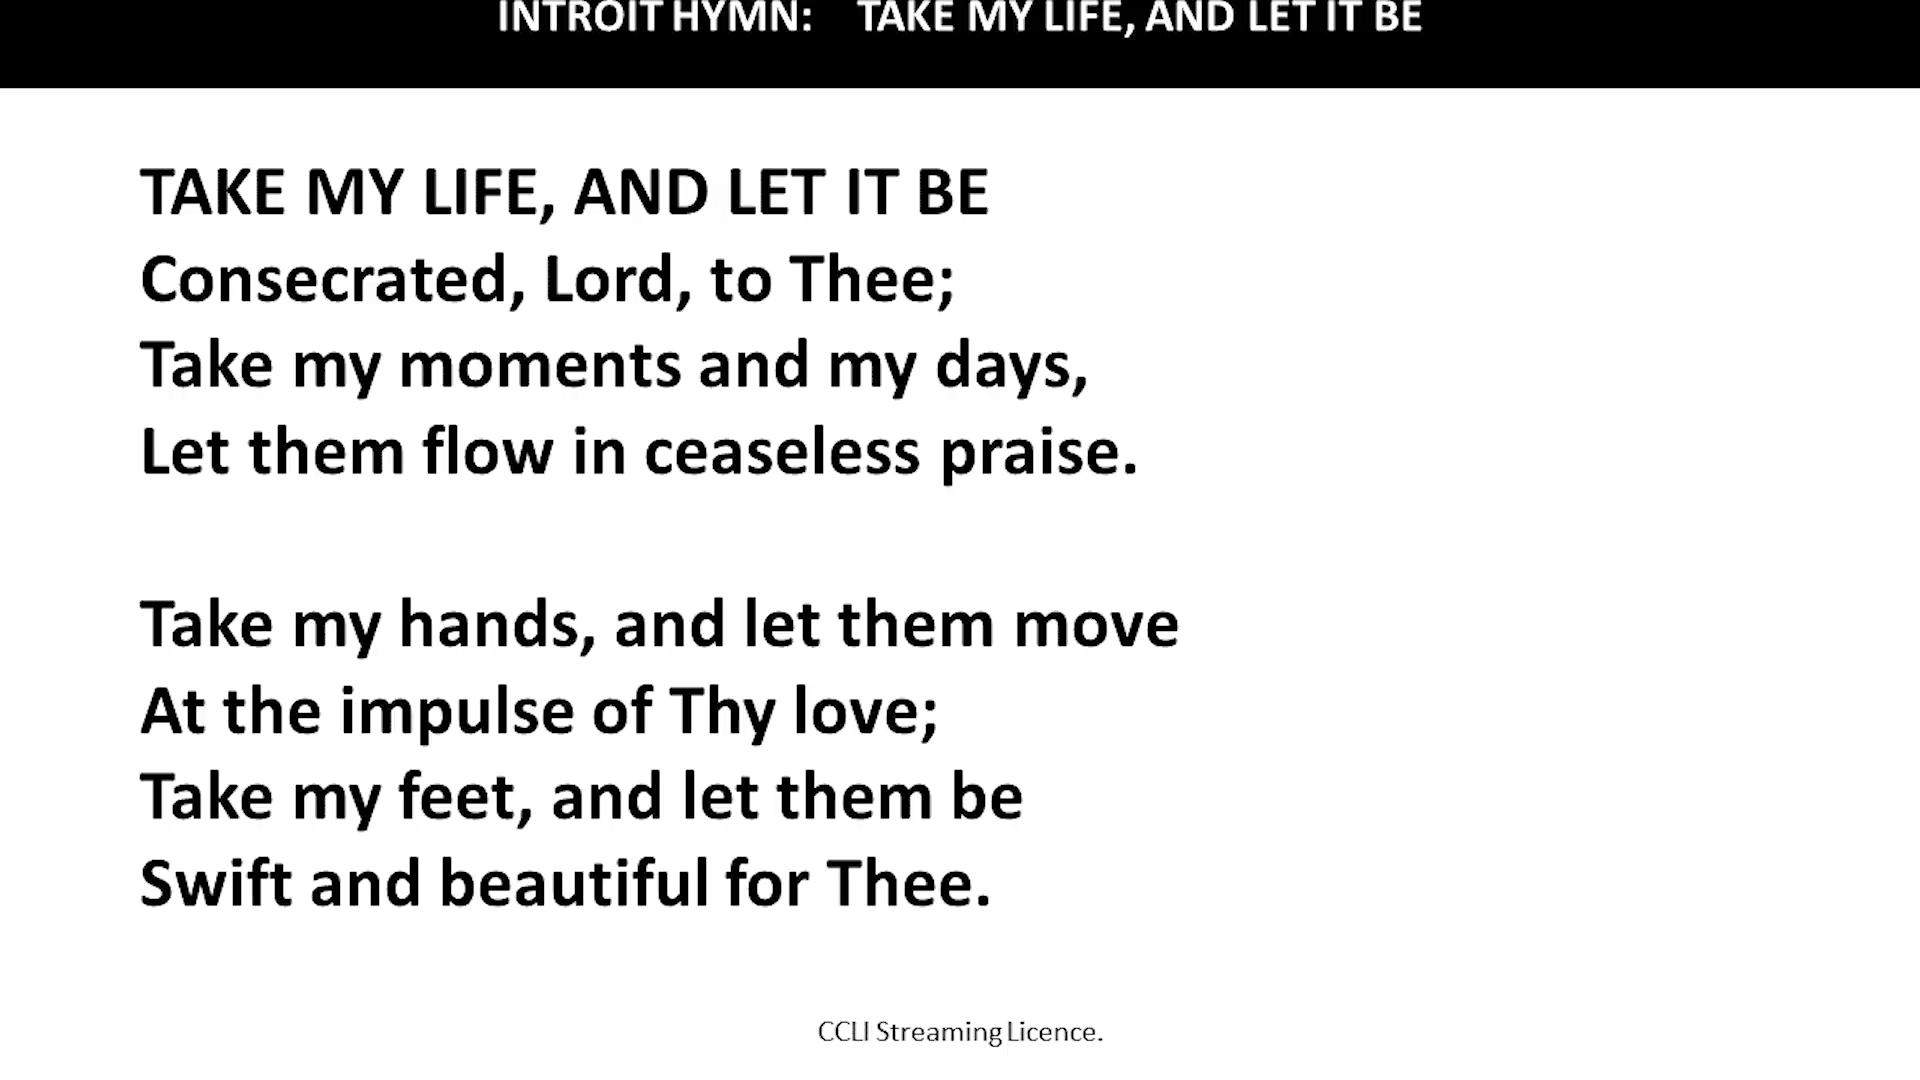 INTROIT HYMN: TAKE MY LIFE, AND LET IT BE
TAKE MY LIFE, AND LET IT BE
Consecrated, Lord, to Thee;
Take my moments and my days,
Let them flow in ceaseless praise.
Take my hands, and let them move
At the impulse of Thy love;
Take my feet, and let them be
Swift and beautiful for Thee.
CCLI Streaming Licence.